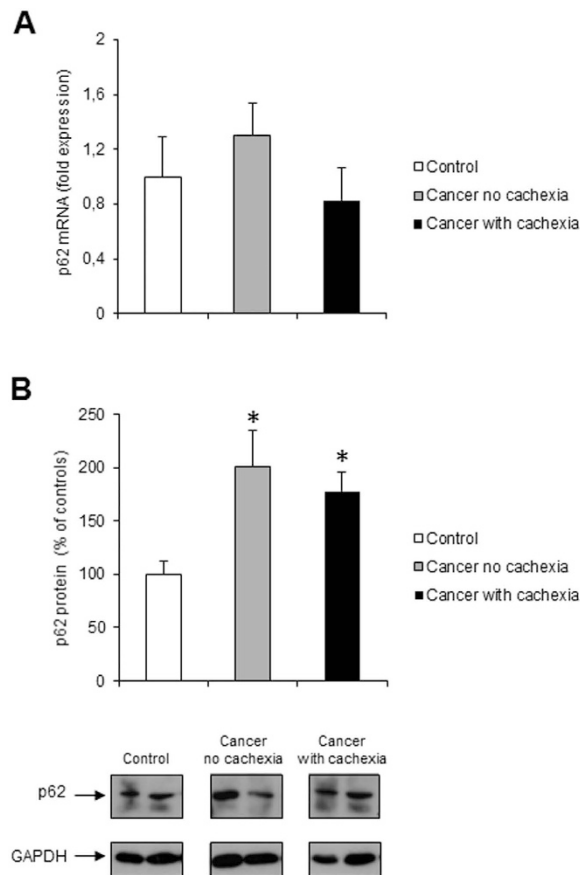 A
p62 mRNA (fold expression)
2
1,6
1,2
0,8
0,4
0
Control
Cancer no cachexia
Cancer with cachexia
B
p62 protein (% of controls)
250
200
150
100
50
0
*
*
Control
Cancer no cachexia
Cancer with cachexia
Control
Cancer
no cachexia
Cancer
with cachexia
p62
GAPDH